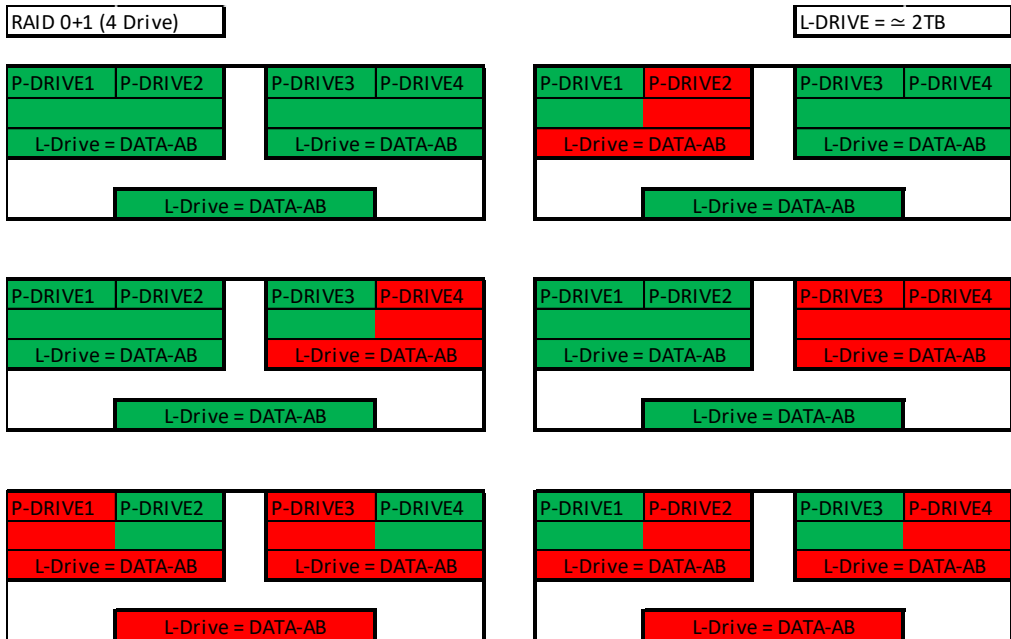 RAID 0+1 (4 Drive) L-DRIVE = ≃ 2TB
P-DRIVE1 P-DRIVE2 P-DRIVE3 P-DRIVE4 P-DRIVE1 P-DRIVE2 P-DRIVE3 P-DRIVE4
L-Drive = DATA-AB L-Drive = DATA-AB L-Drive = DATA-AB L-Drive = DATA-AB
L-Drive = DATA-AB L-Drive = DATA-AB
P-DRIVE1 P-DRIVE2 P-DRIVE3 P-DRIVE4 P-DRIVE1 P-DRIVE2 P-DRIVE3 P-DRIVE4
L-Drive = DATA-AB L-Drive = DATA-AB L-Drive = DATA-AB L-Drive = DATA-AB
L-Drive = DATA-AB L-Drive = DATA-AB
P-DRIVE1 P-DRIVE2 P-DRIVE3 P-DRIVE4 P-DRIVE1 P-DRIVE2 P-DRIVE3 P-DRIVE4
L-Drive = DATA-AB L-Drive = DATA-AB L-Drive = DATA-AB L-Drive = DATA-AB
L-Drive = DATA-AB L-Drive = DATA-AB